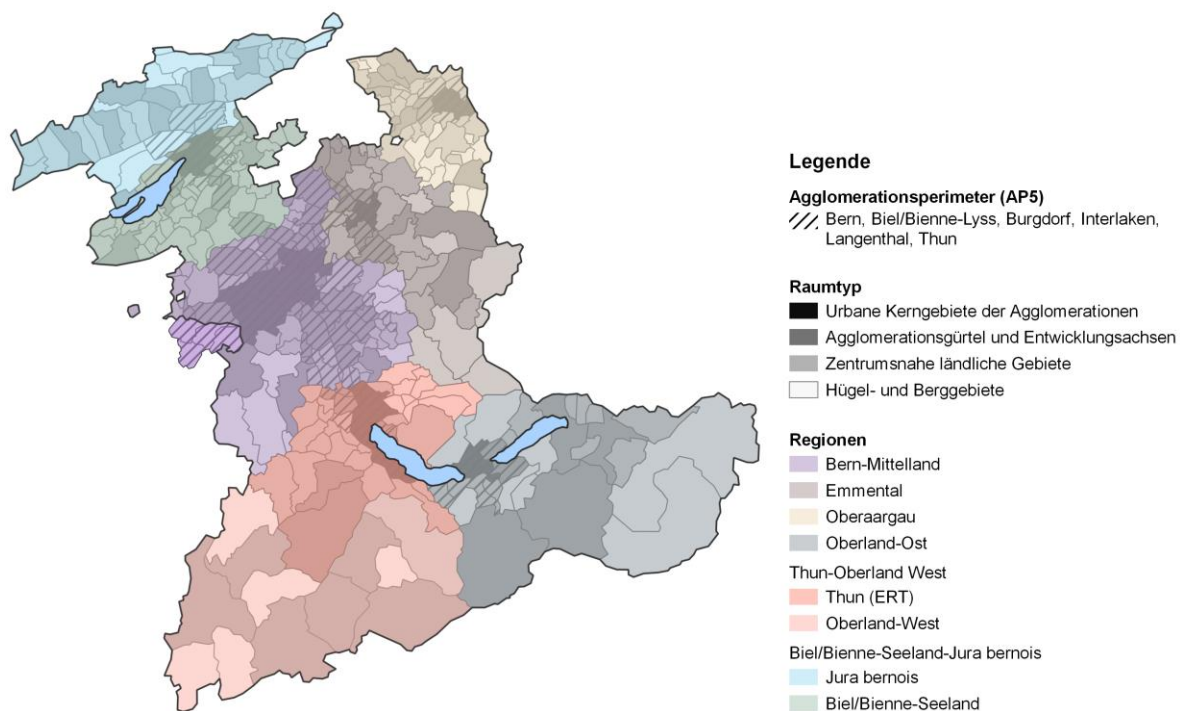 Legende
Agglomerationsperimeter (AP5)
Bern, Biel/Bienne-Lyss, Burgdorf, Interlaken,
Langenthal, Thun
Raumtyp
Urbane Kerngebiete der Agglomerationen
Agglomerationsgürtel und Entwicklungsachsen
Zentrumsnahe ländliche Gebiete
Hügel- und Berggebiete
Regionen
Bern-Mittelland
Emmental
Oberaargau
Oberland-Ost
Thun-Oberland West
Thun (ERT)
Oberland-West
Biel/Bienne-Seeland-Jura bernois
Jura bernois
Biel/Bienne-Seeland